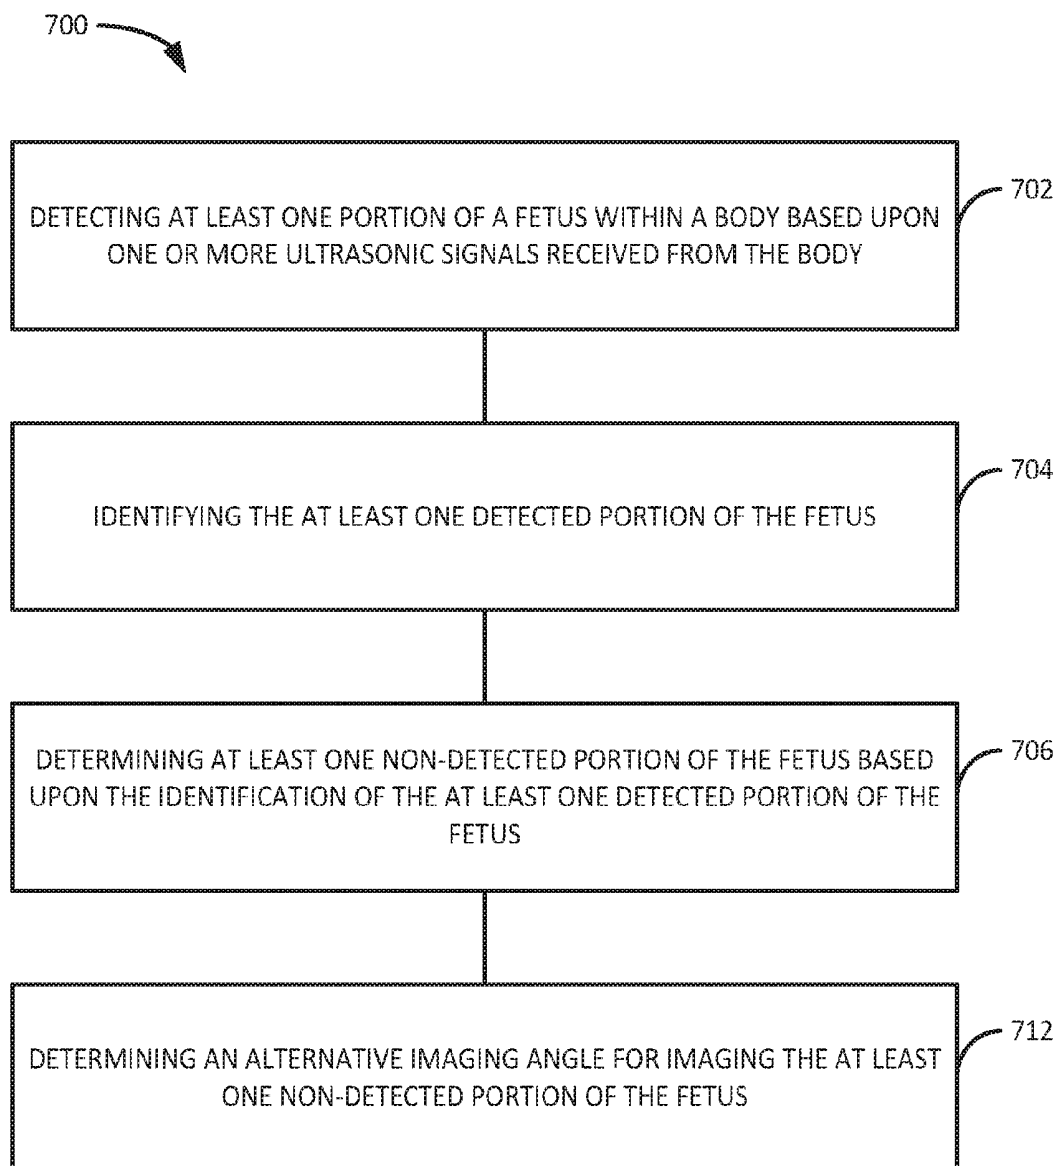 700
DETECTING AT LEAST ONE PORTION OF A FETUS WITHIN A BODY BASED UPON
ONE OR MORE ULTRASONIC SIGNALS RECEIVED FROM THE BODY
702
IDENTIFYING THE AT LEAST ONE DETECTED PORTION OF THE FETUS
704
DETERMINING AT LEAST ONE NON-DETECTED PORTION OF THE FETUS BASED
UPON THE IDENTIFICATION OF THE AT LEAST ONE DETECTED PORTION OF THE
FETUS
706
DETERMINING AN ALTERNATIVE IMAGING ANGLE FOR IMAGING THE AT LEAST
ONE NON-DETECTED PORTION OF THE FETUS
712